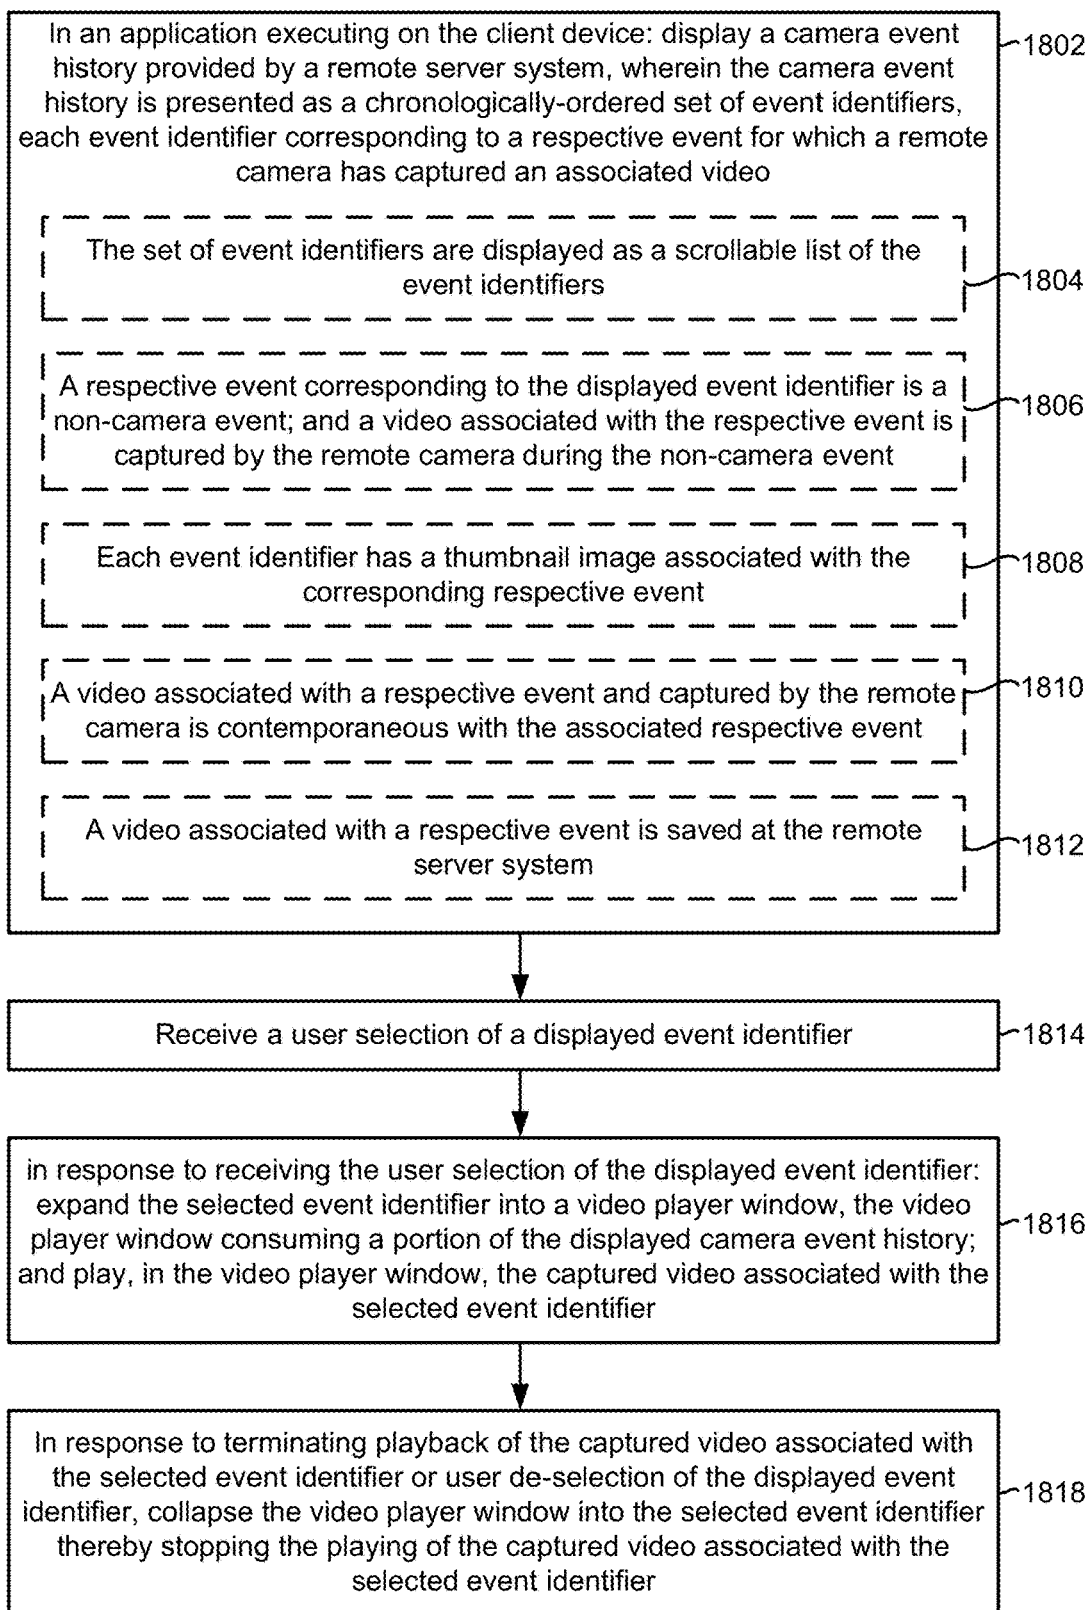 In an application executing on the client device: display a camera event
history provided by a remote server system, wherein the camera event
history is presented as a chronologically-ordered set of event identifiers,
each event identifier corresponding to a respective event for which a remote
camera has captured an associated video
1802
The set of event identifiers are displayed as a scrollable list of the
event identifiers
1804
A respective event corresponding to the displayed event identifier is a
non-camera event; and a video associated with the respective event is
captured by the remote camera during the non-camera event
1806
Each event identifier has a thumbnail image associated with the
corresponding respective event
1808
A video associated with a respective event and captured by the remote
camera is contemporaneous with the associated respective event
1810
A video associated with a respective event is saved at the remote
server system
1812
Receive a user selection of a displayed event identifier
1814
in response to receiving the user selection of the displayed event identifier:
expand the selected event identifier into a video player window, the video
player window consuming a portion of the displayed camera event history;
and play, in the video player window, the captured video associated with the
selected event identifier
1816
In response to terminating playback of the captured video associated with
the selected event identifier or user de-selection of the displayed event
identifier, collapse the video player window into the selected event identifier
thereby stopping the playing of the captured video associated with the
selected event identifier
1818